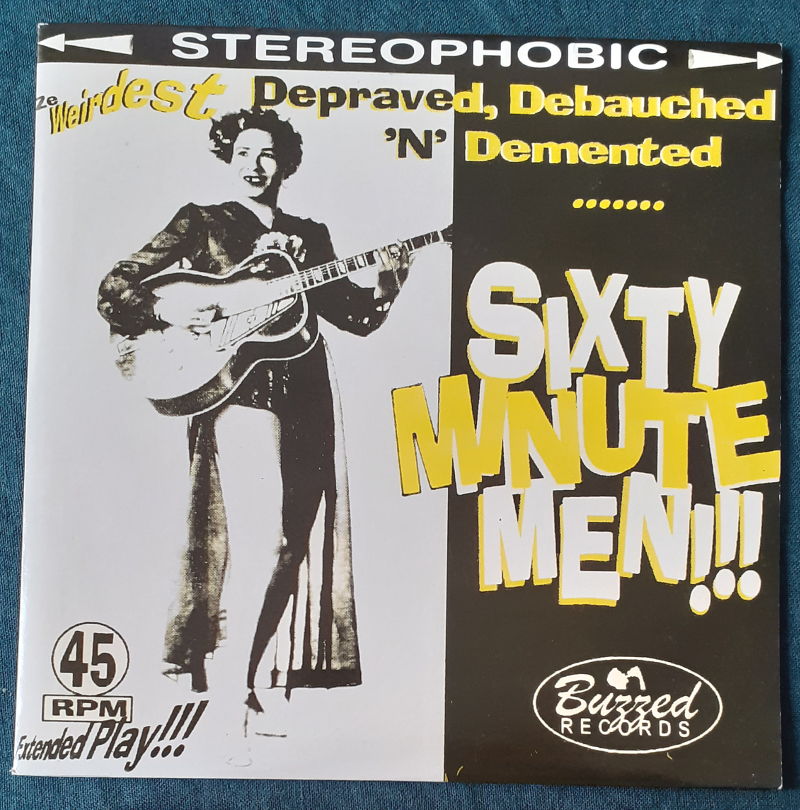 STEREOPHOBIC
Ze Weirdest Depraved, Debauched
'N' Demented
.......
SIXTY
MINUTE
MEN!!!
45
RPM
Extended Play!!!
Buzzed
RECORDS